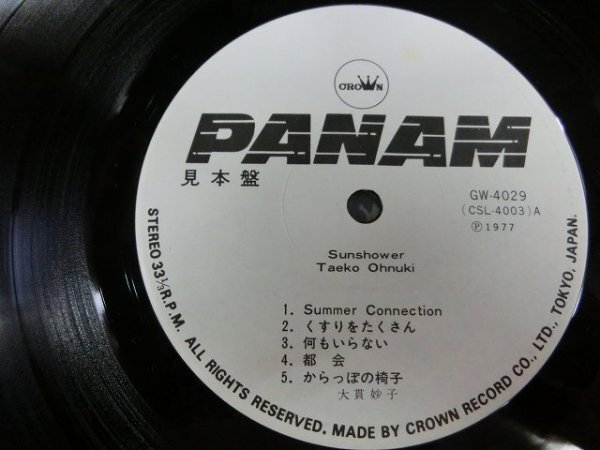 CROWN
PANAM
見本盤
GW-4029
(CSL-4003)A
Ⓟ1977
Sunshower
Taeko Ohnuki
1. Summer Connection
2. くすりをたくさん
3. 何もいらない
4. 都 会
5. からっぽの椅子
大貫妙子
STEREO 33⅓R.P.M. ALL RIGHTS RESERVED. MADE BY CROWN RECORD CO., LTD., TOKYO, JAPAN.